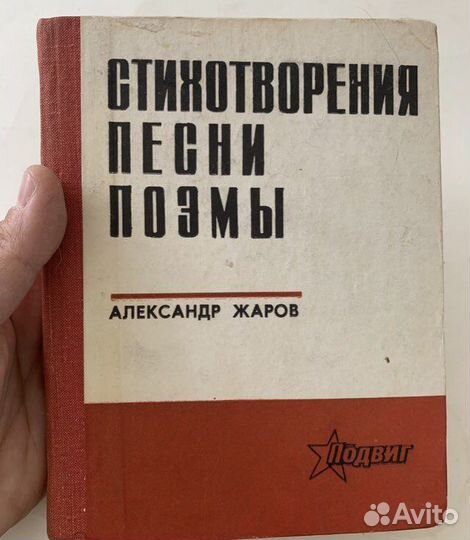 СТИХОТВОРЕНИЯ
ПЕСНИ
ПОЭМЫ
АЛЕКСАНДР ЖАРОВ
ПОДВИГ
Avito